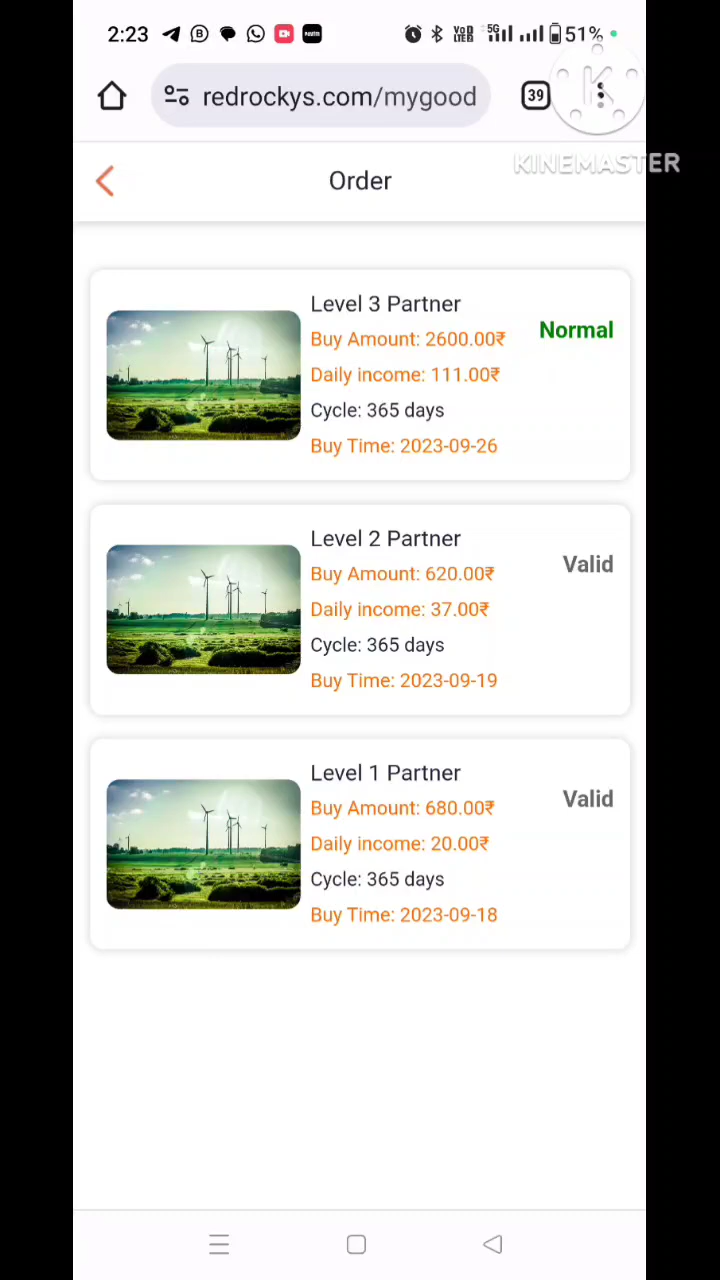 2:23
VoD LTED 5G 51%
redrockys.com/mygood
39
KINEMASTER
Order
Level 3 Partner
Normal
Buy Amount: 2600.00₹
Daily income: 111.00₹
Cycle: 365 days
Buy Time: 2023-09-26
Level 2 Partner
Valid
Buy Amount: 620.00₹
Daily income: 37.00₹
Cycle: 365 days
Buy Time: 2023-09-19
Level 1 Partner
Valid
Buy Amount: 680.00₹
Daily income: 20.00₹
Cycle: 365 days
Buy Time: 2023-09-18